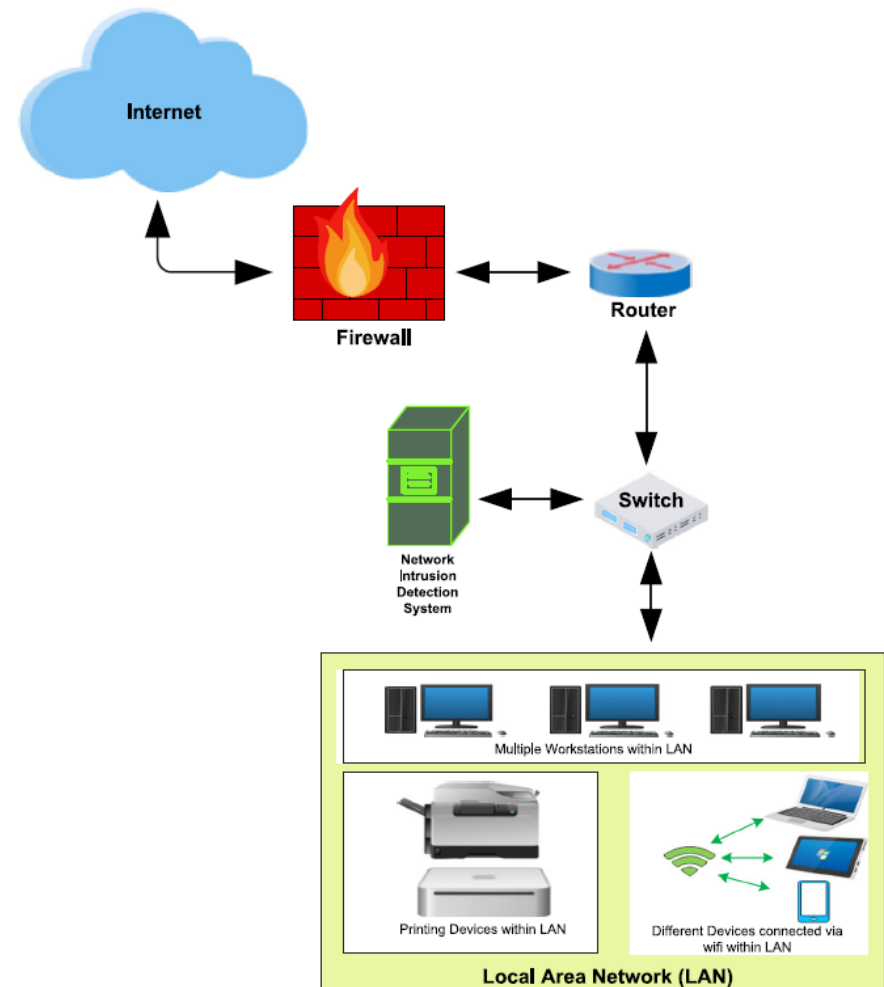 Internet
Firewall
Router
Switch
Network
Intrusion
Detection
System
Multiple Workstations within LAN
Printing Devices within LAN
Different Devices connected via
wifi within LAN
Local Area Network (LAN)